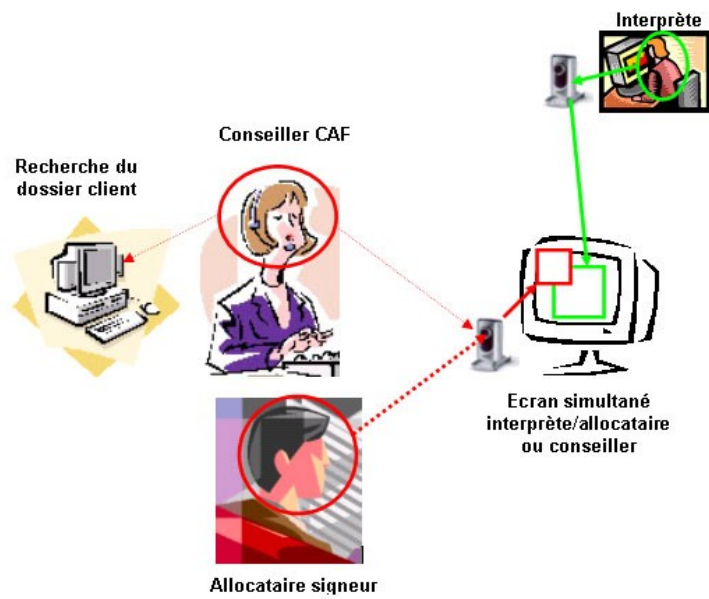 Interprète
Conseiller CAF
Recherche du
dossier client
Ecran simultané
interprète/allocataire
ou conseiller
Allocataire signeur